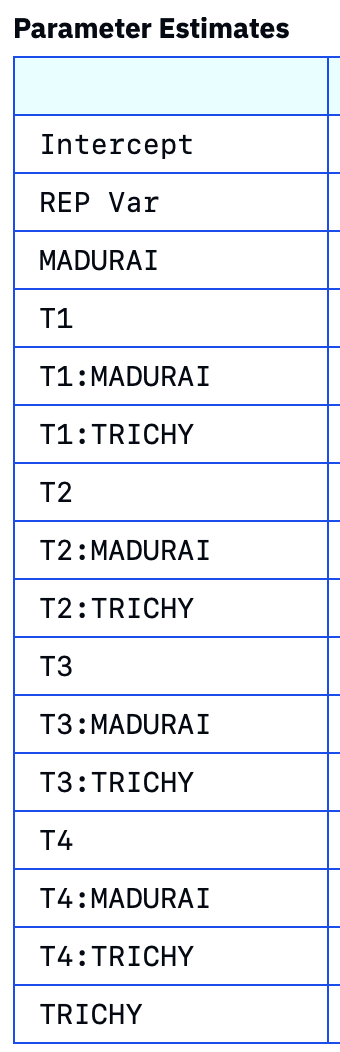 Parameter Estimates
Intercept
REP Var
MADURAI
T1
T1:MADURAI
T1:TRICHY
T2
T2:MADURAI
T2:TRICHY
T3
T3:MADURAI
T3:TRICHY
T4
T4:MADURAI
T4:TRICHY
TRICHY